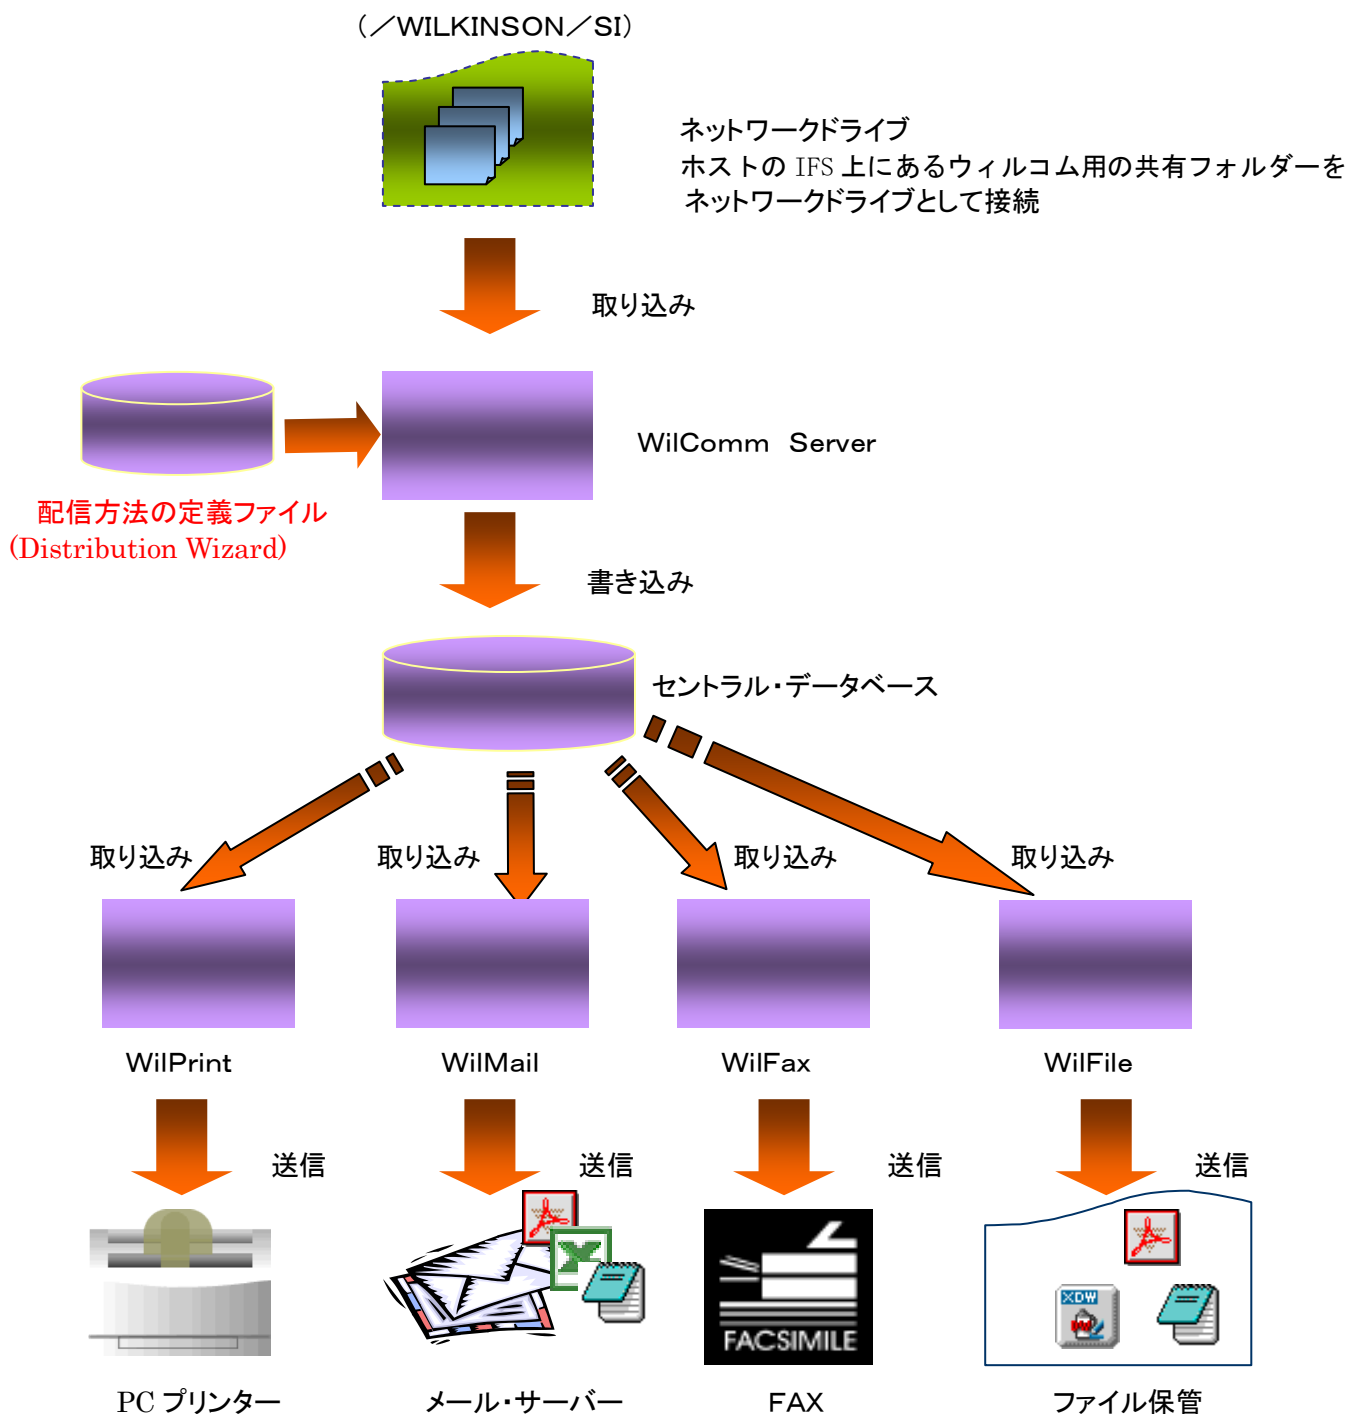 (／WILKINSON／SI)
ネットワークドライブ
ホストの IFS 上にあるウィルコム用の共有フォルダーを
ネットワークドライブとして接続
取り込み
WilComm Server
配信方法の定義ファイル
(Distribution Wizard)
書き込み
セントラル・データベース
取り込み
取り込み
取り込み
取り込み
WilPrint
WilMail
WilFax
WilFile
送信
送信
送信
送信
XDW
FACSIMILE
PC プリンター
メール・サーバー
FAX
ファイル保管